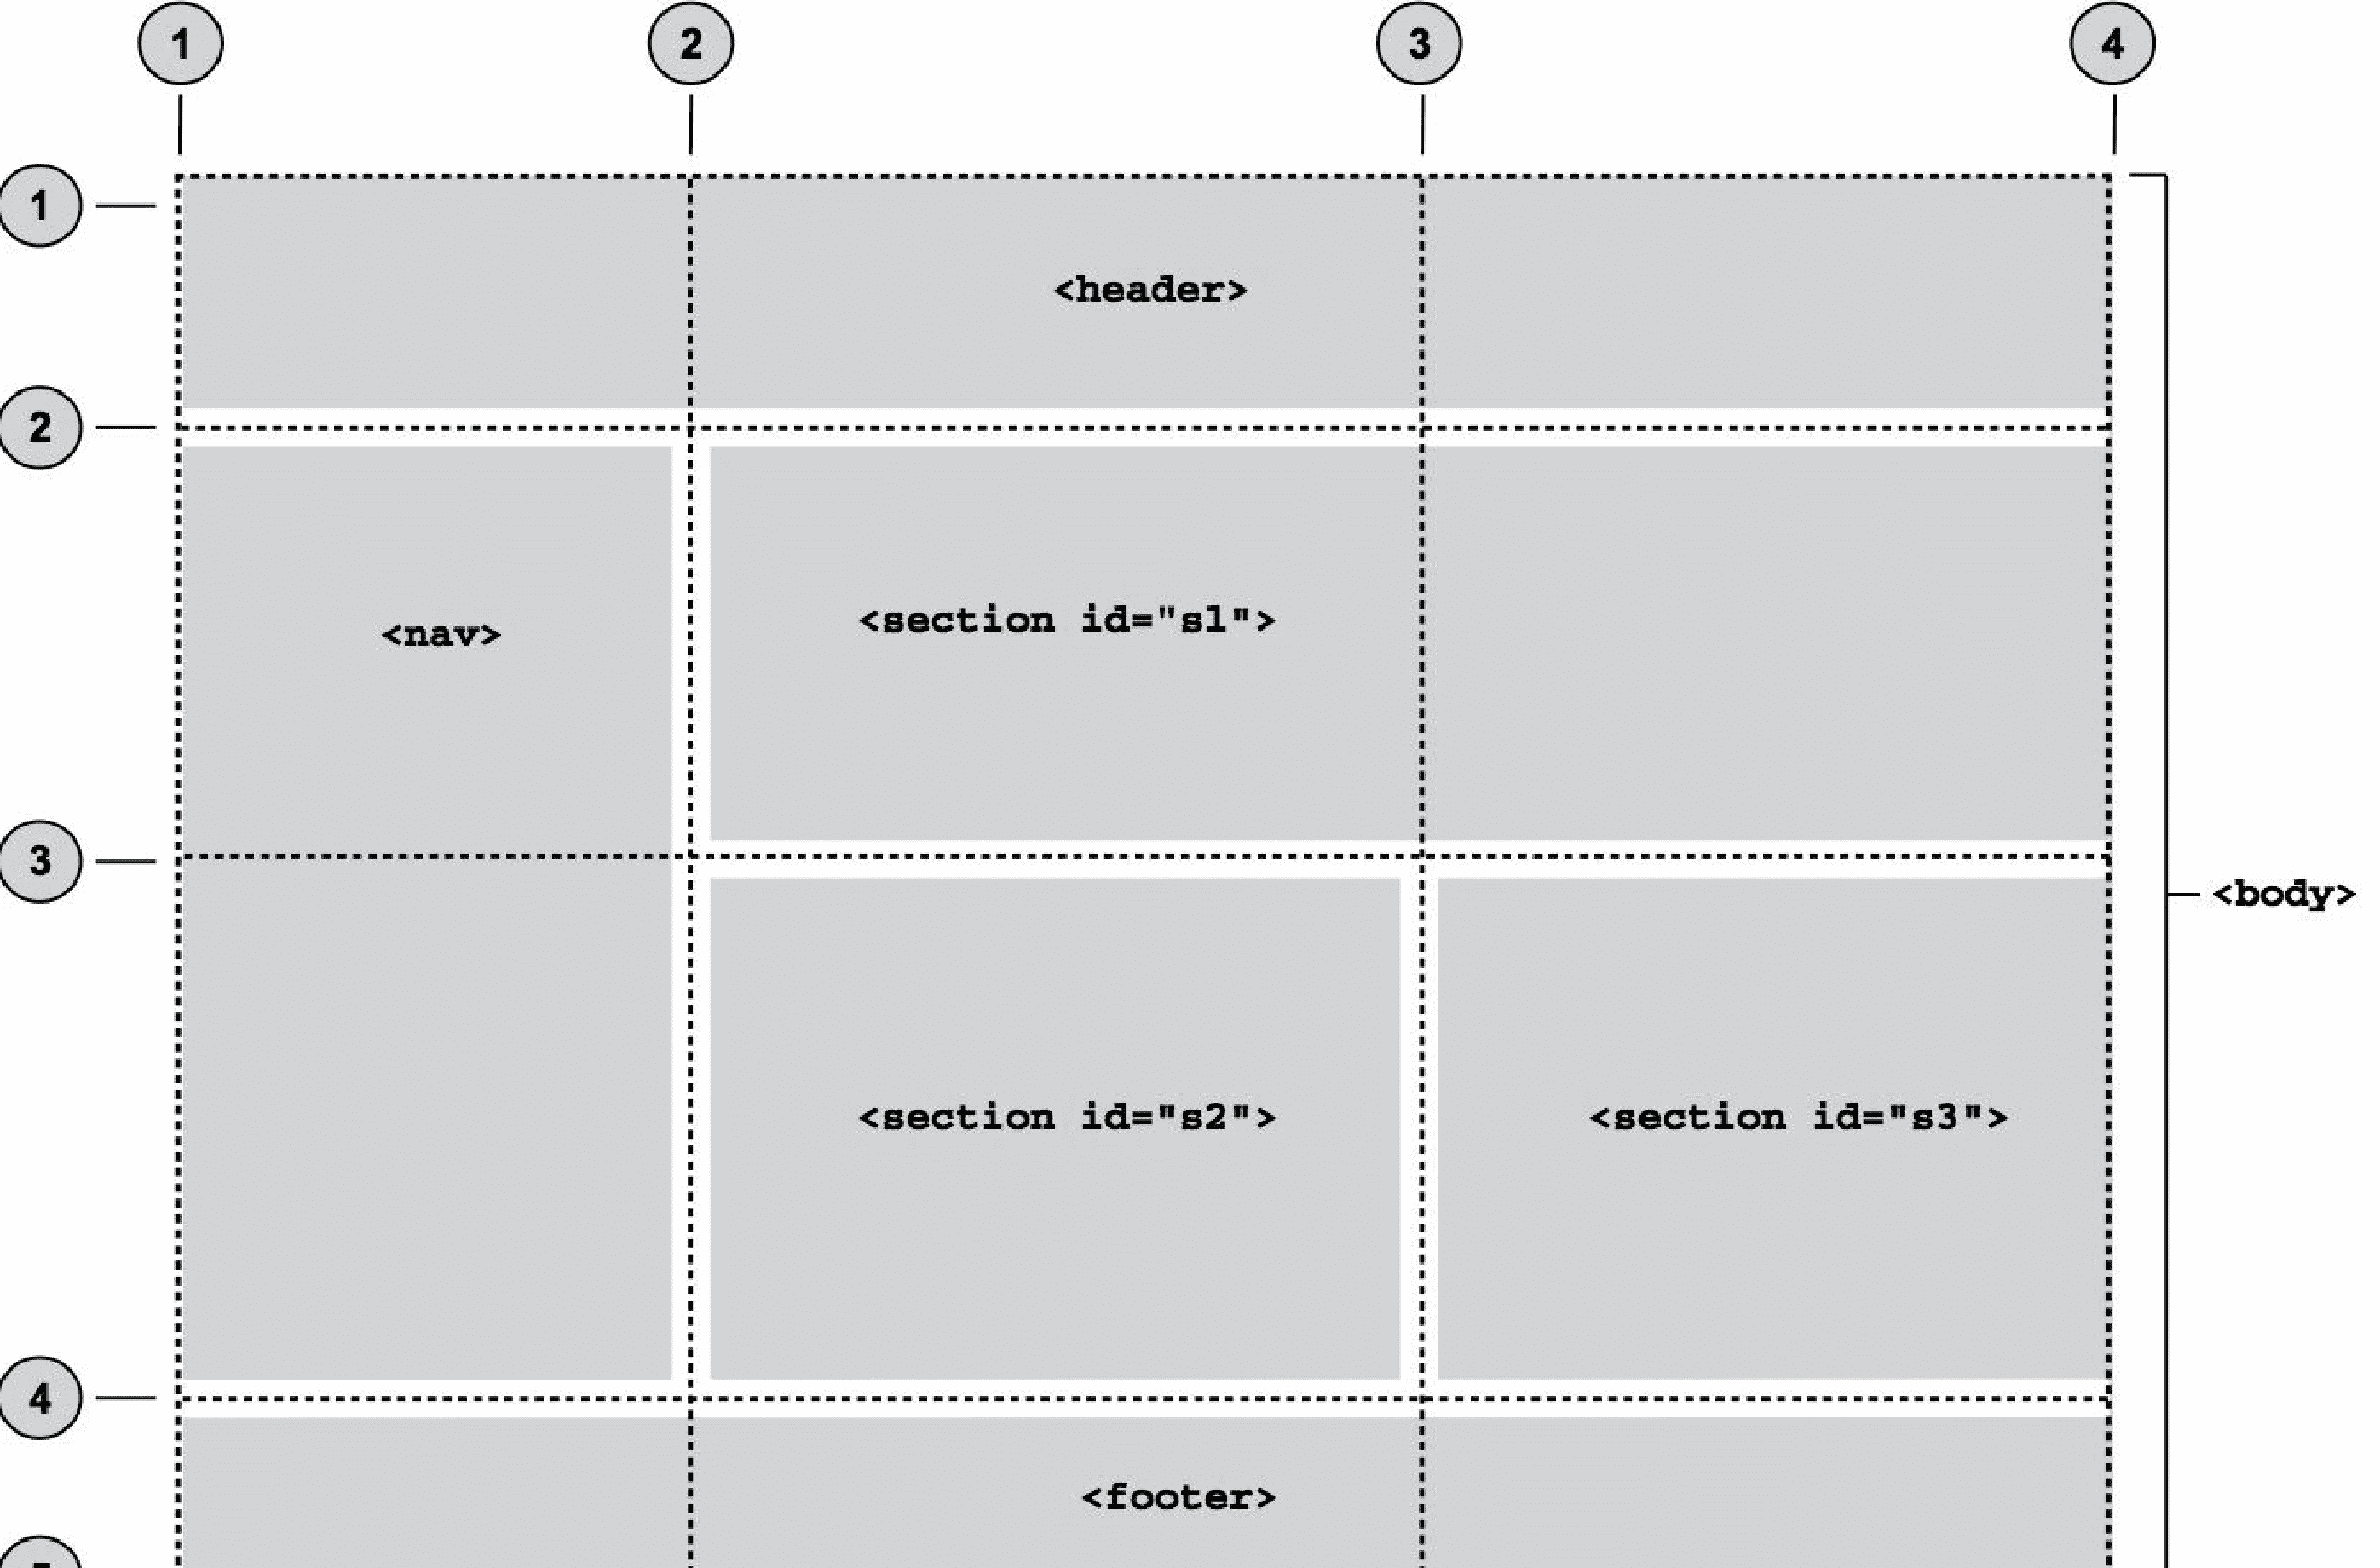 1 2 3 4
1
<header>
2
<section id="s1">
<nav>
3
<body>
<section id="s2"> <section id="s3">
4
<footer>